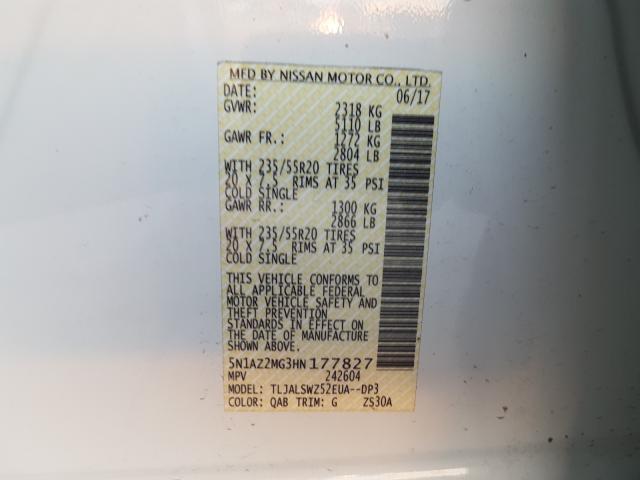 MFD BY NISSAN MOTOR CO., LTD.
DATE: 06/17
GVWR: 2318 KG
5110 LB
GAWR FR.: 1272 KG
2804 LB
WITH 235/55R20 TIRES
20 X 7.5 RIMS AT 35 PSI
COLD SINGLE
GAWR RR.: 1300 KG
2866 LB
WITH 235/55R20 TIRES
20 X 7.5 RIMS AT 35 PSI
COLD SINGLE
THIS VEHICLE CONFORMS TO
ALL APPLICABLE FEDERAL
MOTOR VEHICLE SAFETY AND
THEFT PREVENTION
STANDARDS IN EFFECT ON
THE DATE OF MANUFACTURE
SHOWN ABOVE.
5N1AZ2MG3HN177827
MPV 242604
MODEL: TLJALSWZ52EUA--DP3
COLOR: QAB TRIM: G ZS30A